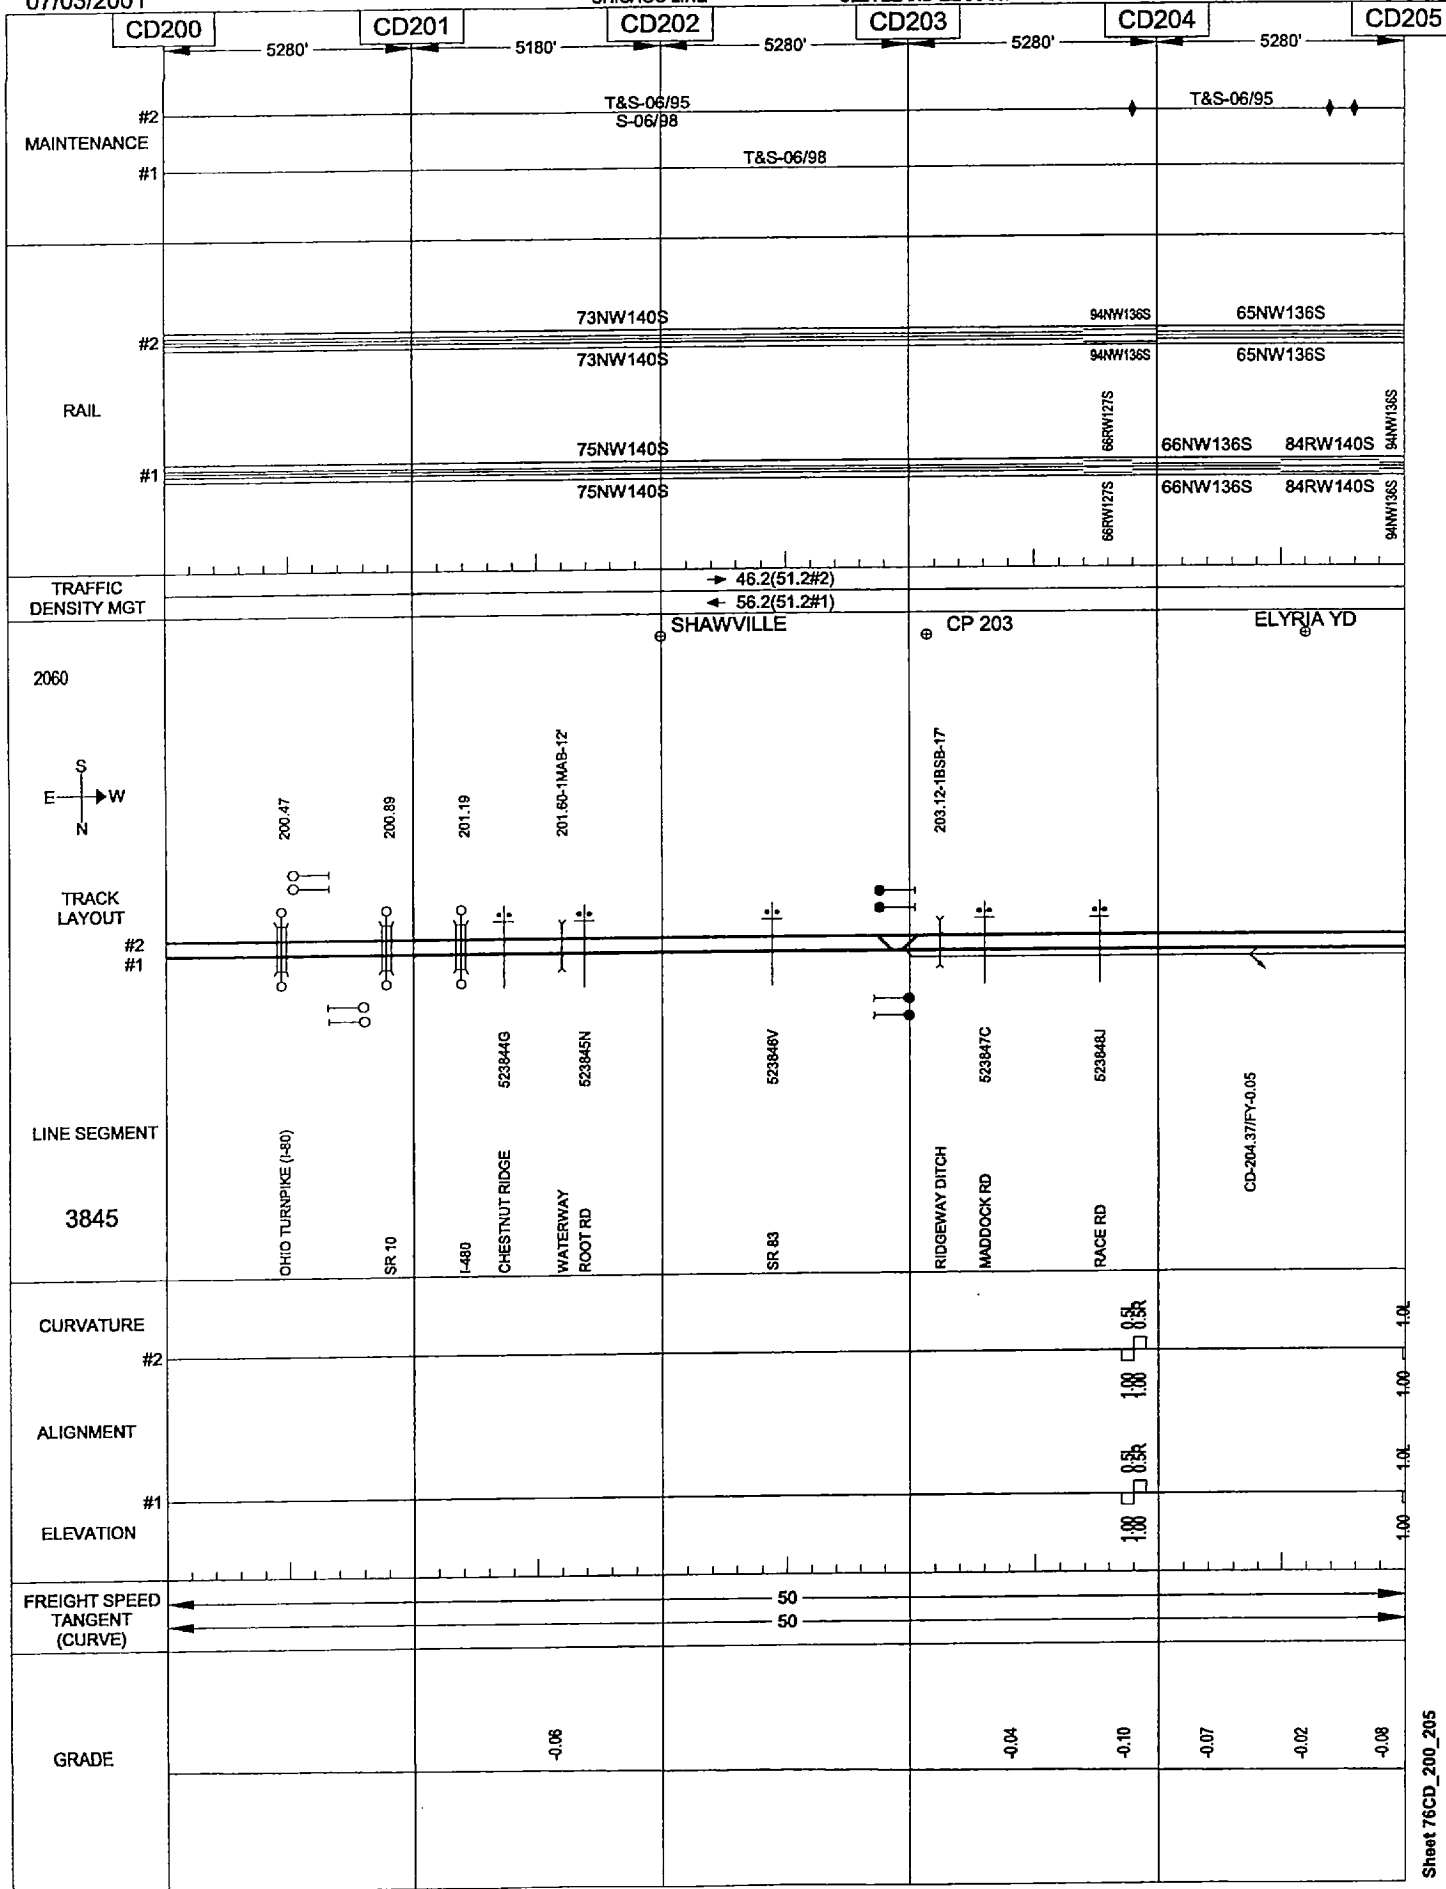 07/03/2001
CD200
CD201
CD202
CD203
CD204
CD205
5280'
5180'
5280'
5280'
5280'
MAINTENANCE
#2
T&S-06/95
S-06/98
T&S-06/95
#1
T&S-06/98
RAIL
73NW140S
94NW136S
65NW136S
#2
73NW140S
94NW136S
65NW136S
75NW140S
66RW127S
66NW136S
84RW140S
94NW136S
#1
75NW140S
66RW127S
66NW136S
84RW140S
94NW136S
TRAFFIC
DENSITY MGT
46.2(51.2#2)
56.2(51.2#1)
SHAWVILLE
CP 203
ELYRIA YD
2060
S
E
W
N
200.47
200.89
201.19
201.60-1MAB-12'
203.12-1BSB-17'
TRACK
LAYOUT
#2
#1
523844G
523845N
523846V
523847C
523848J
CD-204.37/FY-0.05
LINE SEGMENT
3845
OHIO TURNPIKE (I-80)
SR 10
I-480
CHESTNUT RIDGE
WATERWAY
ROOT RD
SR 83
RIDGEWAY DITCH
MADDOCK RD
RACE RD
CURVATURE
#2
0.5L
0.5R
1.0L
1.00
1.00
1.00
ALIGNMENT
#1
0.5L
0.5R
1.0L
1.00
1.00
1.00
ELEVATION
FREIGHT SPEED
TANGENT
(CURVE)
50
50
GRADE
-0.06
-0.04
-0.10
-0.07
-0.02
-0.08
Sheet 76CD_200_205